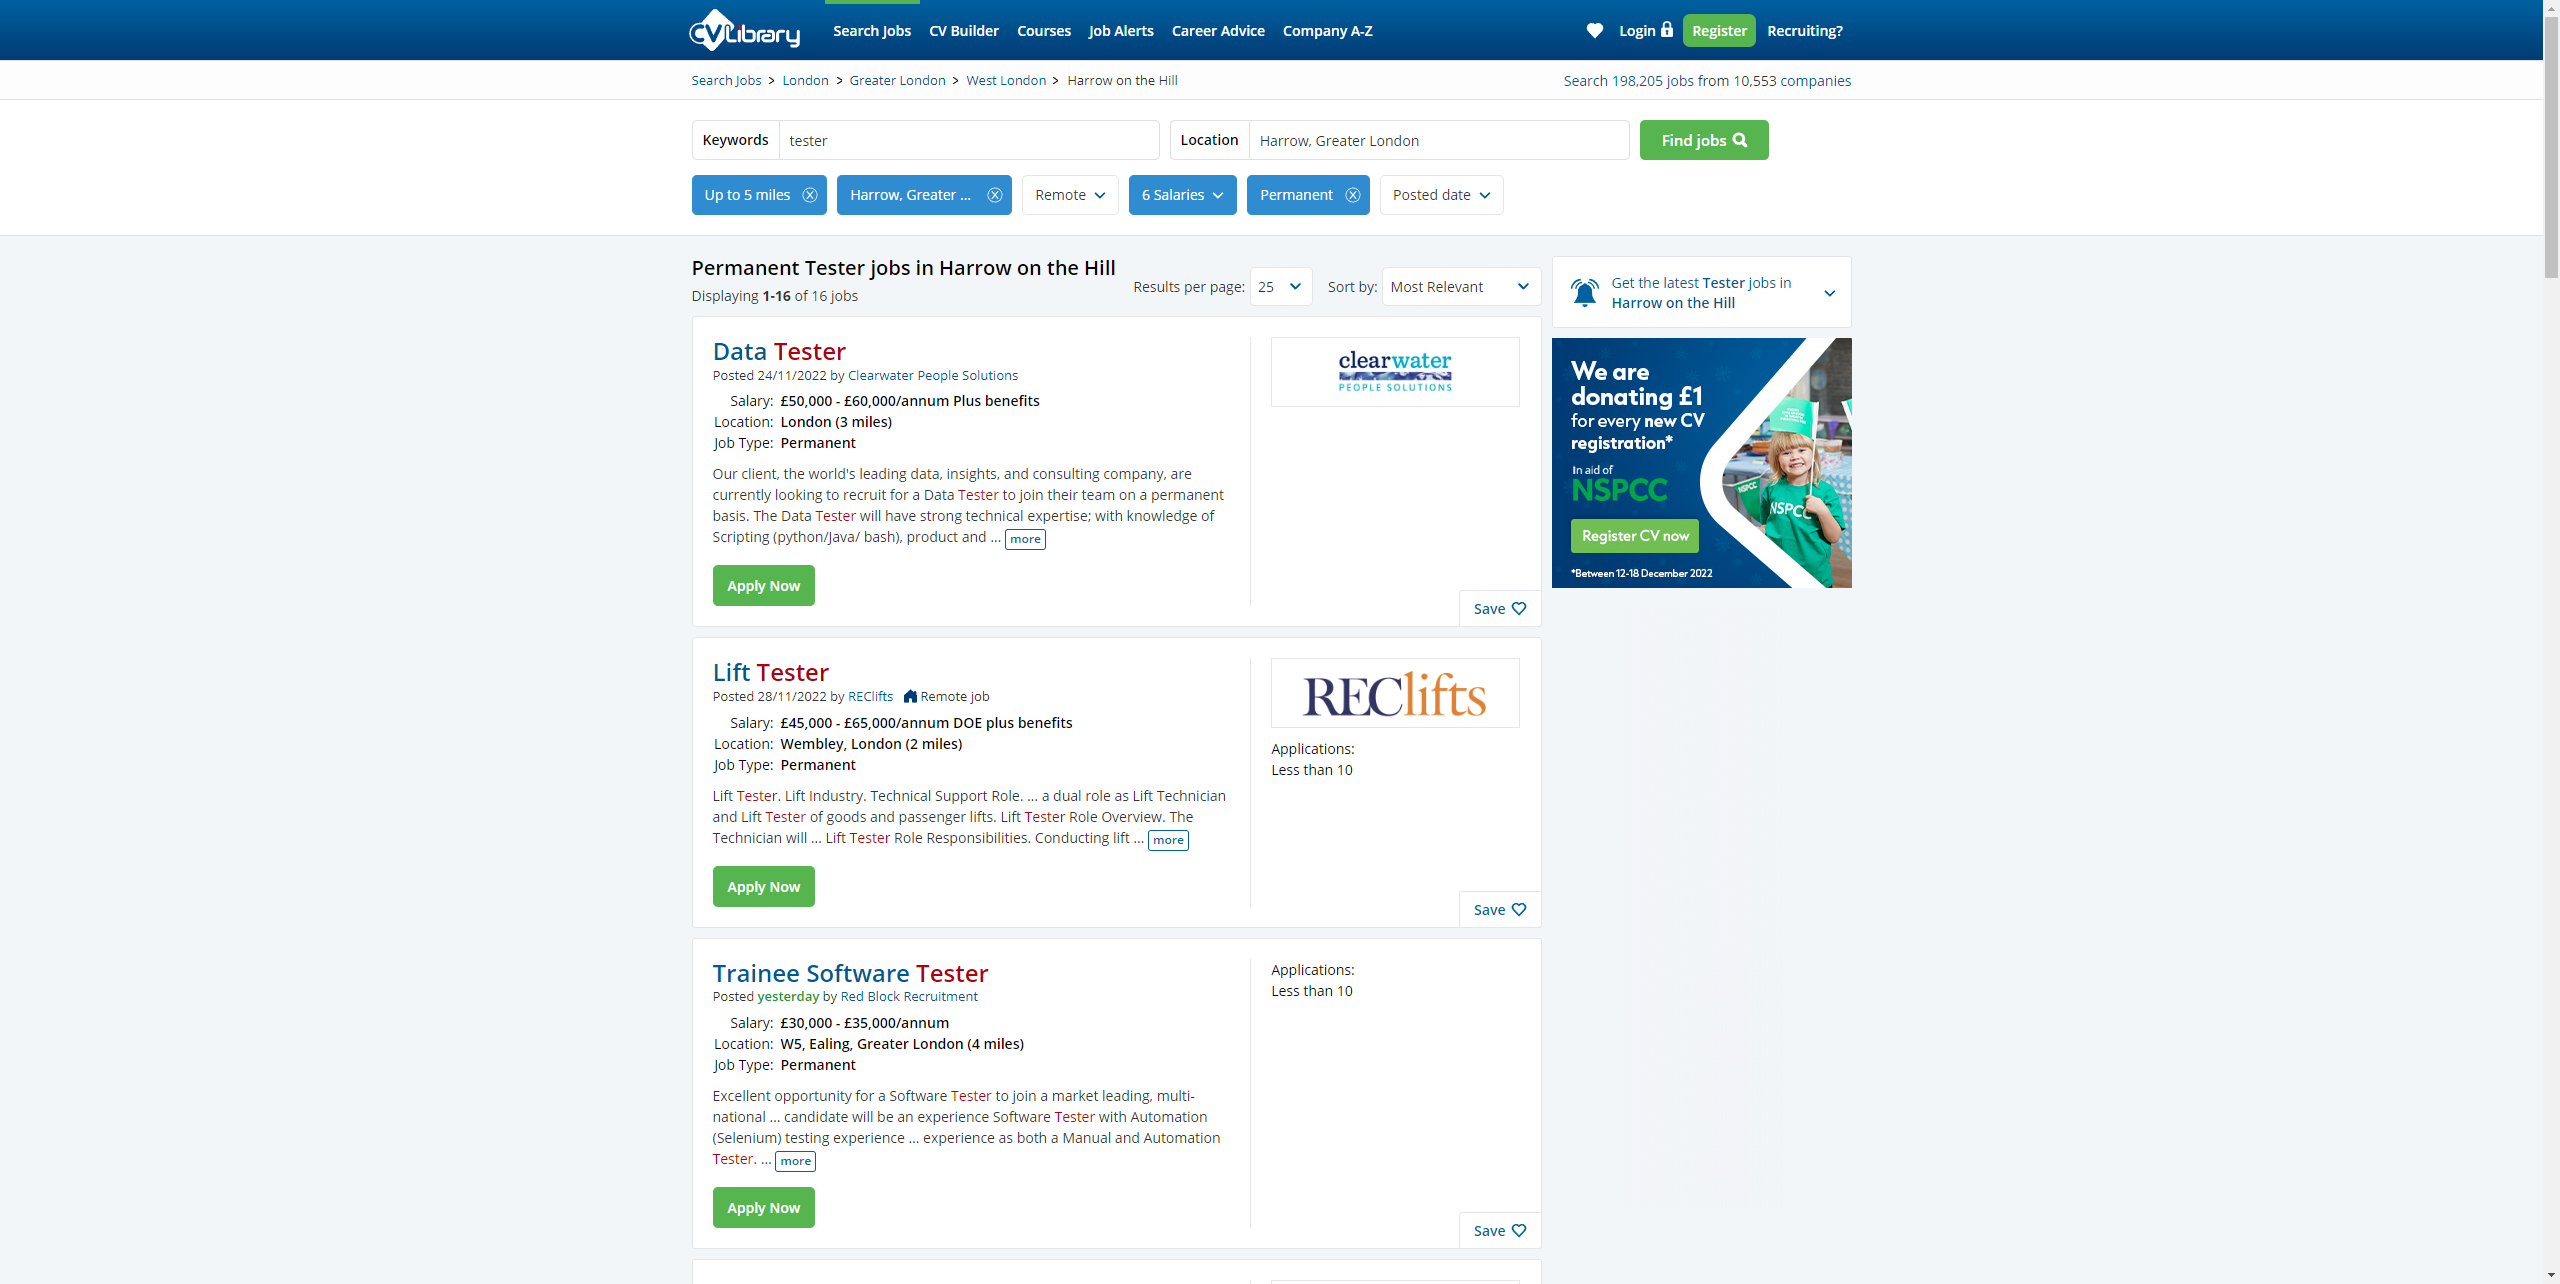 CVLibrary
Search Jobs
CV Builder
Courses
Job Alerts
Career Advice
Company A-Z
Login
Register
Recruiting?
Search Jobs > London > Greater London > West London > Harrow on the Hill
Search 198,205 jobs from 10,553 companies
Keywords
tester
Location
Harrow, Greater London
Find jobs
Up to 5 miles
Harrow, Greater ...
Remote
6 Salaries
Permanent
Posted date
Permanent Tester jobs in Harrow on the Hill
Displaying 1-16 of 16 jobs
Results per page: 25
Sort by: Most Relevant
Data Tester
Posted 24/11/2022 by Clearwater People Solutions
Salary: £50,000 - £60,000/annum Plus benefits
Location: London (3 miles)
Job Type: Permanent
Our client, the world's leading data, insights, and consulting company, are
currently looking to recruit for a Data Tester to join their team on a permanent
basis. The Data Tester will have strong technical expertise; with knowledge of
Scripting (python/Java/ bash), product and ... more
Apply Now
clearwater
PEOPLE SOLUTIONS
Save
Lift Tester
Posted 28/11/2022 by REClifts Remote job
Salary: £45,000 - £65,000/annum DOE plus benefits
Location: Wembley, London (2 miles)
Job Type: Permanent
Lift Tester. Lift Industry. Technical Support Role. ... a dual role as Lift Technician
and Lift Tester of goods and passenger lifts. Lift Tester Role Overview. The
Technician will ... Lift Tester Role Responsibilities. Conducting lift ... more
Apply Now
REClifts
Applications:
Less than 10
Save
Trainee Software Tester
Posted yesterday by Red Block Recruitment
Salary: £30,000 - £35,000/annum
Location: W5, Ealing, Greater London (4 miles)
Job Type: Permanent
Excellent opportunity for a Software Tester to join a market leading, multi-
national ... candidate will be an experience Software Tester with Automation
(Selenium) testing experience ... experience as both a Manual and Automation
Tester. ... more
Apply Now
Applications:
Less than 10
Save
Get the latest Tester jobs in
Harrow on the Hill
We are
donating £1
for every new CV
registration*
In aid of
NSPCC
Register CV now
*Between 12-18 December 2022
NSPCC
NSPCC